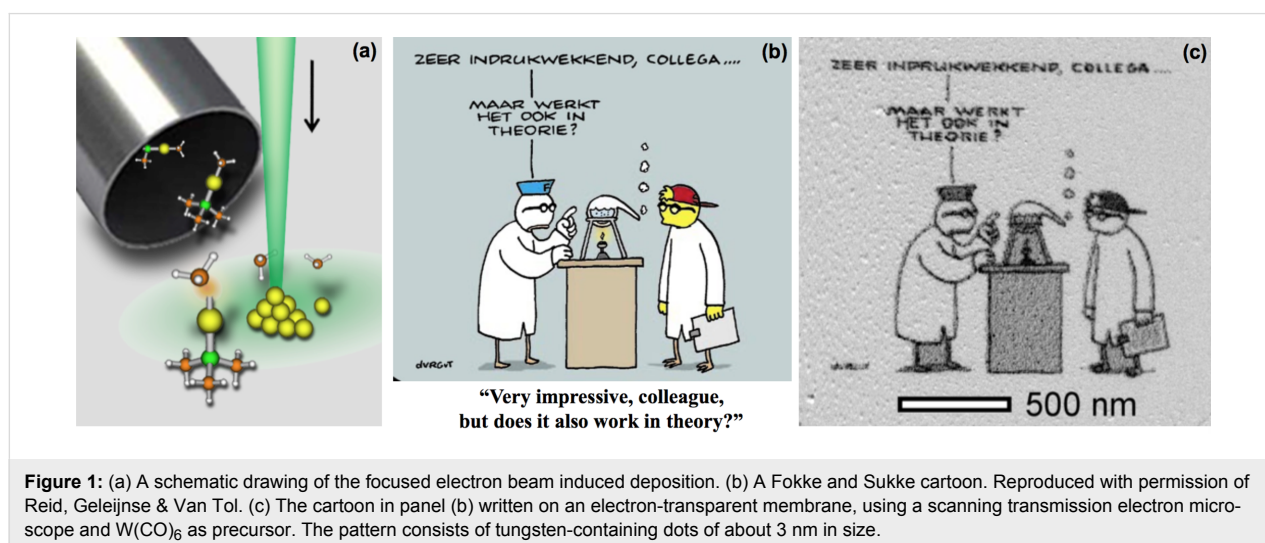 (a)
(b)
ZEER INDRUKWEKKEND, COLLEGA....
MAAR WERKT
HET OOK IN
THEORIE?
F
“Very impressive, colleague,
but does it also work in theory?”
(c)
ZEER INDRUKWEKKEND, COLLEGA....
MAAR WERKT
HET OOK IN
THEORIE?
500 nm
Figure 1: (a) A schematic drawing of the focused electron beam induced deposition. (b) A Fokke and Sukke cartoon. Reproduced with permission of
Reid, Geleijnse & Van Tol. (c) The cartoon in panel (b) written on an electron-transparent membrane, using a scanning transmission electron micro-
scope and W(CO)6 as precursor. The pattern consists of tungsten-containing dots of about 3 nm in size.